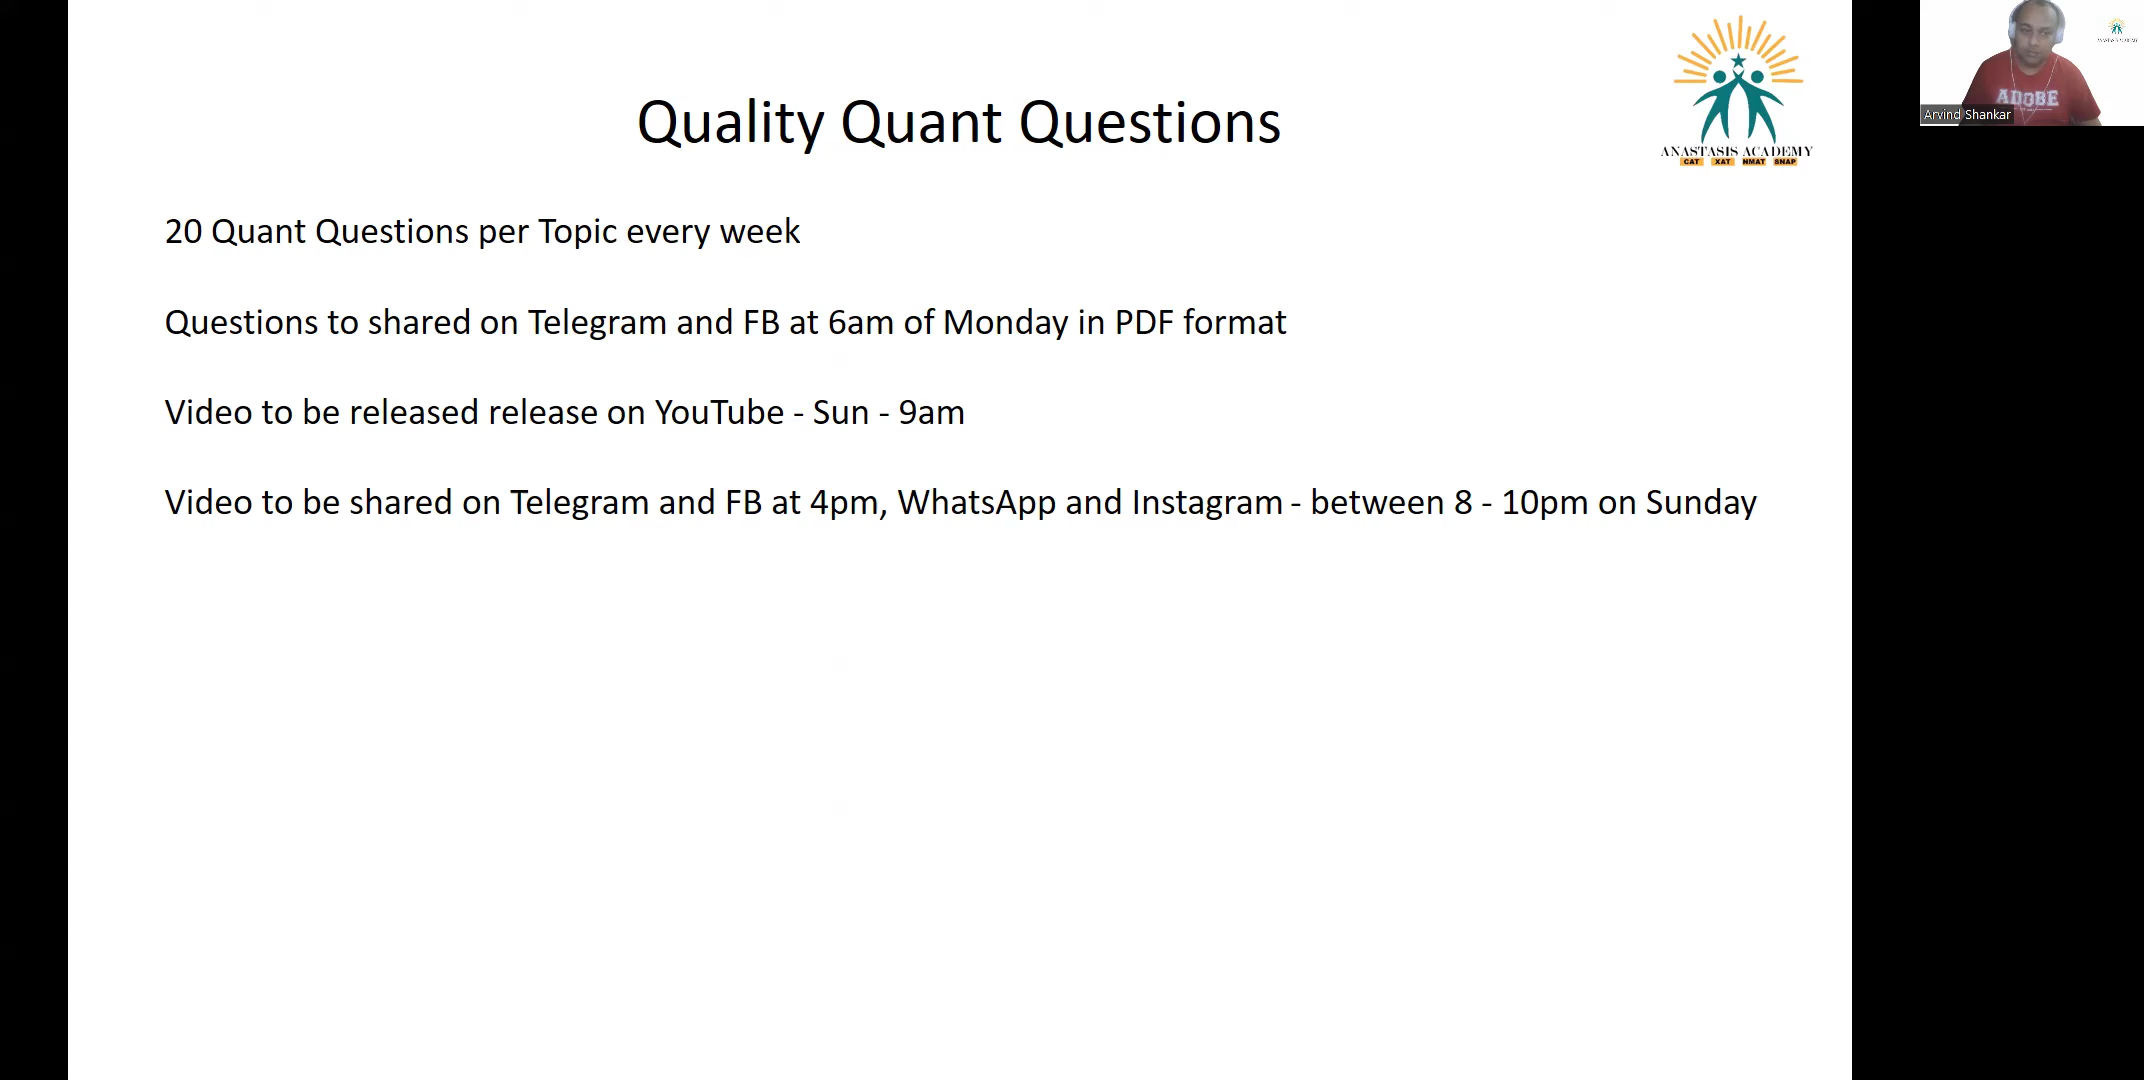 Quality Quant Questions
ANASTASIS ACADEMY
CAT XAT NMAT SNAP
20 Quant Questions per Topic every week
Questions to shared on Telegram and FB at 6am of Monday in PDF format
Video to be released release on YouTube - Sun - 9am
Video to be shared on Telegram and FB at 4pm, WhatsApp and Instagram - between 8 - 10pm on Sunday
ADOBE
Arvind Shankar